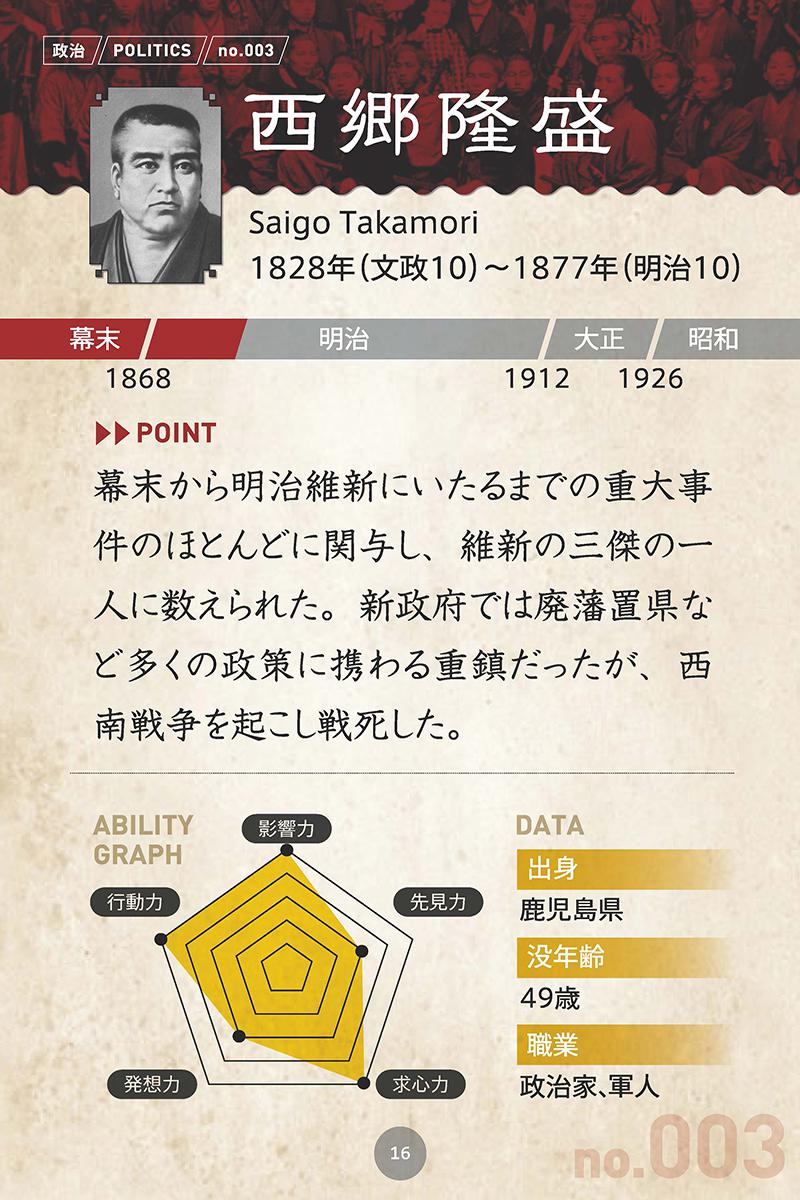 政治 POLITICS no.003
西郷隆盛
Saigo Takamori
1828年(文政10)〜1877年(明治10)
幕末 明治 大正 昭和
1868 1912 1926
POINT
幕末から明治維新にいたるまでの重大事
件のほとんどに関与し、維新の三傑の一
人に数えられた。新政府では廃藩置県な
ど多くの政策に携わる重鎮だったが、西
南戦争を起こし戦死した。
ABILITY
GRAPH
影響力
行動力
先見力
発想力
求心力
DATA
出身
鹿児島県
没年齢
49歳
職業
政治家、軍人
16
no.003